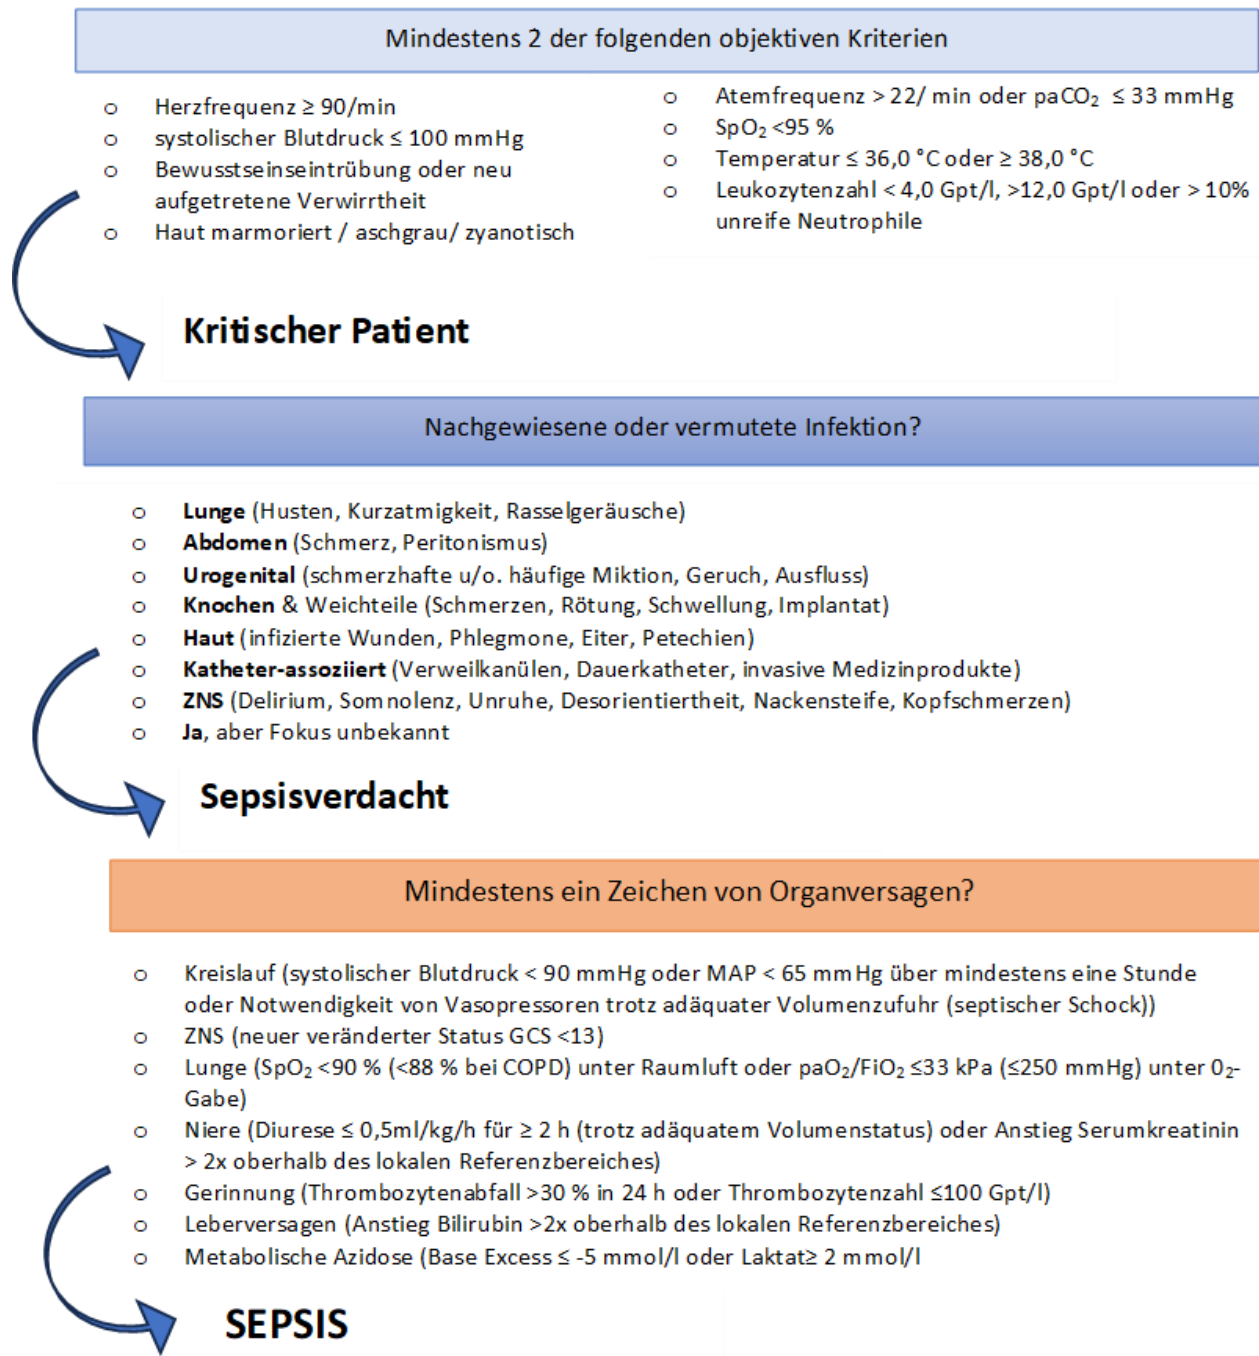 Mindestens 2 der folgenden objektiven Kriterien
o Herzfrequenz ≥ 90/min
o systolischer Blutdruck ≤ 100 mmHg
o Bewusstseinseintrübung oder neu
aufgetretene Verwirrtheit
o Haut marmoriert / aschgrau/ zyanotisch
o Atemfrequenz > 22/ min oder paCO₂ ≤ 33 mmHg
o SpO₂ <95 %
o Temperatur ≤ 36,0 °C oder ≥ 38,0 °C
o Leukozytenzahl < 4,0 Gpt/l, >12,0 Gpt/l oder > 10%
unreife Neutrophile
Kritischer Patient
Nachgewiesene oder vermutete Infektion?
o Lunge (Husten, Kurzatmigkeit, Rasselgeräusche)
o Abdomen (Schmerz, Peritonismus)
o Urogenital (schmerzhafte u/o. häufige Miktion, Geruch, Ausfluss)
o Knochen & Weichteile (Schmerzen, Rötung, Schwellung, Implantat)
o Haut (infizierte Wunden, Phlegmone, Eiter, Petechien)
o Katheter-assoziiert (Verweilkanülen, Dauerkatheter, invasive Medizinprodukte)
o ZNS (Delirium, Somnolenz, Unruhe, Desorientiertheit, Nackensteife, Kopfschmerzen)
o Ja, aber Fokus unbekannt
Sepsisverdacht
Mindestens ein Zeichen von Organversagen?
o Kreislauf (systolischer Blutdruck < 90 mmHg oder MAP < 65 mmHg über mindestens eine Stunde
oder Notwendigkeit von Vasopressoren trotz adäquater Volumenzufuhr (septischer Schock))
o ZNS (neuer veränderter Status GCS <13)
o Lunge (SpO₂ <90 % (<88 % bei COPD) unter Raumluft oder paO₂/FiO₂ ≤33 kPa (≤250 mmHg) unter 0₂-
Gabe)
o Niere (Diurese ≤ 0,5ml/kg/h für ≥ 2 h (trotz adäquatem Volumenstatus) oder Anstieg Serumkreatinin
> 2x oberhalb des lokalen Referenzbereiches)
o Gerinnung (Thrombozytenabfall >30 % in 24 h oder Thrombozytenzahl ≤100 Gpt/l)
o Leberversagen (Anstieg Bilirubin >2x oberhalb des lokalen Referenzbereiches)
o Metabolische Azidose (Base Excess ≤ -5 mmol/l oder Laktat≥ 2 mmol/l
SEPSIS